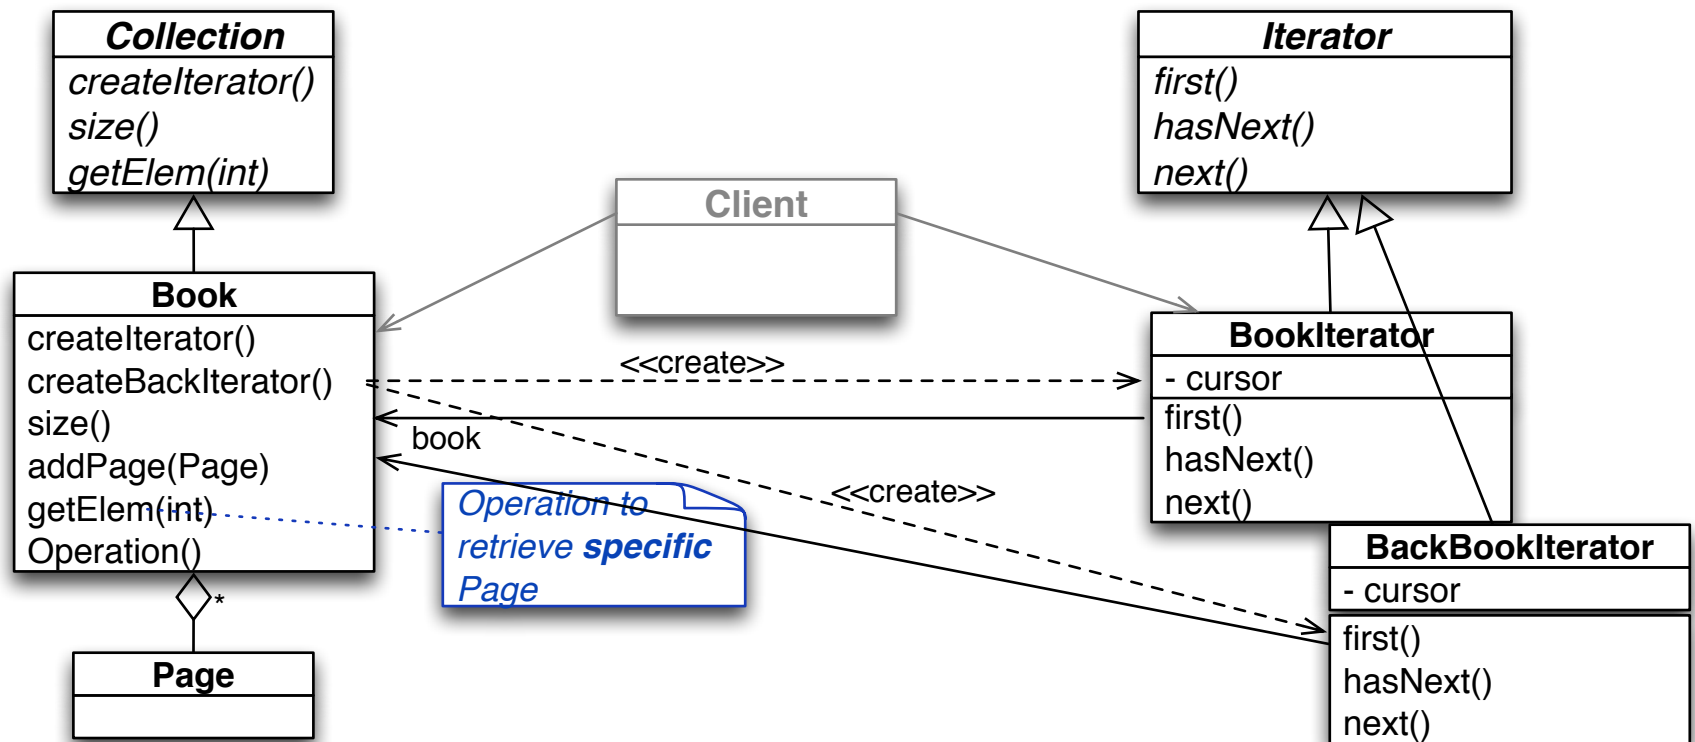 Collection
createIterator()
size()
getElem(int)
Iterator
first()
hasNext()
next()
Client
Book
createIterator()
createBackIterator()
size()
addPage(Page)
getElem(int)
Operation()
*
Page
<<create>>
book
<<create>>
Operation to
retrieve specific
Page
BookIterator
- cursor
first()
hasNext()
next()
BackBookIterator
- cursor
first()
hasNext()
next()